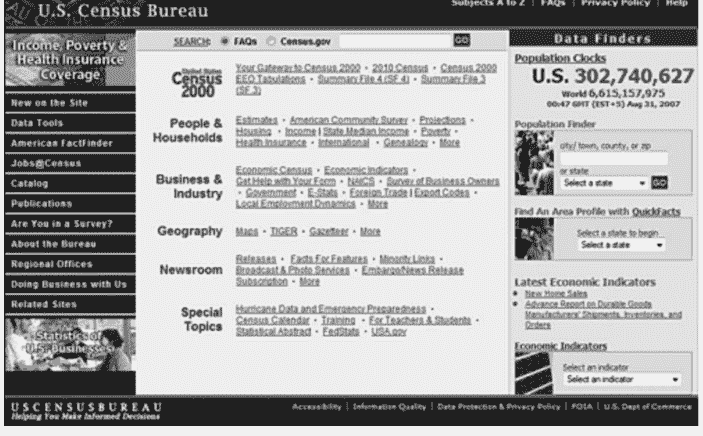 U.S. Census Bureau
Subjects A to Z | FAQs | Privacy Policy | Help
Income, Poverty &
Health Insurance
Coverage
New on the Site
Data Tools
American FactFinder
Jobs@Census
Catalog
Publications
Are You in a Survey?
About the Bureau
Regional Offices
Doing Business with Us
Related Sites
Statistics of
U.S. Businesses
SEARCH: FAQs Census.gov GO
United States
Census
2000
Your Gateway to Census 2000 · 2010 Census · Census 2000
EEO Tabulations · Summary File 4 (SF 4) · Summary File 3
(SF 3)
People &
Households
Estimates · American Community Survey · Projections ·
Housing · Income | State Median Income · Poverty ·
Health Insurance · International · Genealogy · More
Business &
Industry
Economic Census · Economic Indicators ·
Get Help with Your Form · NAICS · Survey of Business Owners
· Government · E-Stats · Foreign Trade | Export Codes ·
Local Employment Dynamics · More
Geography
Maps · TIGER · Gazetteer · More
Newsroom
Releases · Facts For Features · Minority Links ·
Broadcast & Photo Services · Embargo/News Release
Subscription · More
Special
Topics
Hurricane Data and Emergency Preparedness ·
Census Calendar · Training · For Teachers & Students ·
Statistical Abstract · FedStats · USA.gov
Data Finders
Population Clocks
U.S. 302,740,627
World 6,615,157,975
00:47 GMT (EST+5) Aug 31, 2007
Population Finder
city/ town, county, or zip
or state
Select a state GO
Find An Area Profile with QuickFacts
Select a state to begin
Select a state
Latest Economic Indicators
New Home Sales
Advance Report on Durable Goods
Manufacturers' Shipments, Inventories, and
Orders
Economic Indicators
Select an indicator
Select an indicator
USCENSUSBUREAU
Helping You Make Informed Decisions
Accessibility | Information Quality | Data Protection & Privacy Policy | FOIA | U.S. Dept of Commerce